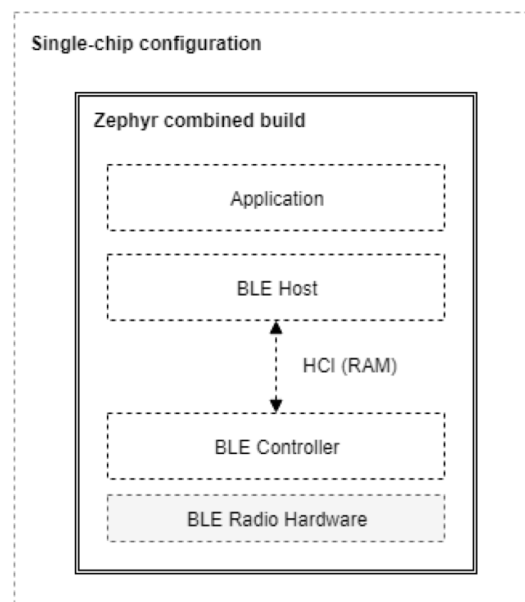 Single-chip configuration
Zephyr combined build
Application
BLE Host
HCI (RAM)
BLE Controller
BLE Radio Hardware